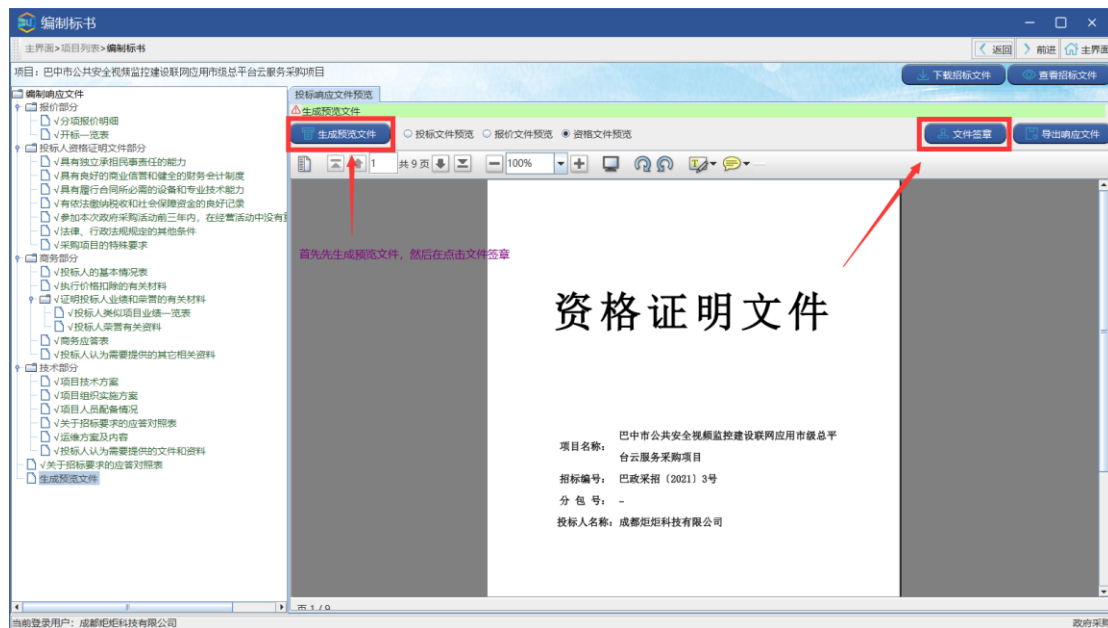 编制标书
主界面>项目列表>编制标书
返回
前进
主界面
项目：巴中市公共安全视频监控建设联网应用市级总平台云服务采购项目
下载招标文件
查看招标文件
编制响应文件
报价部分
√分项报价明细
√开标一览表
投标人资格证明文件部分
√具有独立承担民事责任的能力
√具有良好的商业信誉和健全的财务会计制度
√具有履行合同所必需的设备和专业技术能力
√有依法缴纳税收和社会保障资金的良好记录
√参加本次政府采购活动前三年内，在经营活动中没有
√法律、行政法规规定的其他条件
√采购项目的特殊要求
商务部分
√投标人的基本情况表
√执行价格扣除的有关材料
√证明投标人业绩和荣誉的有关材料
√投标人类似项目业绩一览表
√投标人荣誉有关资料
√商务应答表
√投标人认为需要提供的其它相关资料
技术部分
√项目技术方案
√项目组织实施方案
√项目人员配备情况
√关于招标要求的应答对照表
√运维方案及内容
√投标人认为需要提供的文件和资料
√关于招标要求的应答对照表
生成预览文件
投标响应文件预览
生成预览文件
生成预览文件
投标文件预览
报价文件预览
资格文件预览
文件签章
导出响应文件
1
共 9 页
100%
首先先生成预览文件，然后在点击文件签章
资格证明文件
项目名称：
巴中市公共安全视频监控建设联网应用市级总平
台云服务采购项目
招标编号： 巴政采招（2021）3号
分 包 号： -
投标人名称：成都炬炬科技有限公司
页 1 / 9
当前登录用户：成都炬炬科技有限公司
政府采购